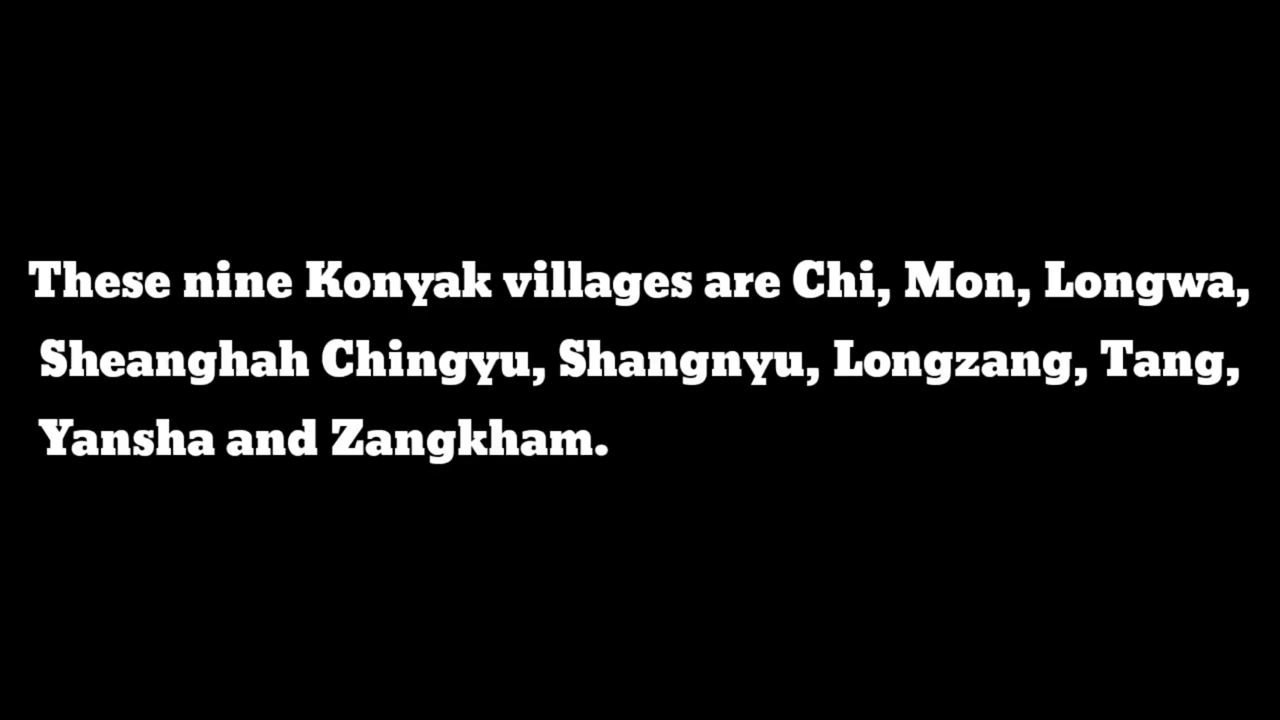 These nine Konyak villages are Chi, Mon, Longwa,
Sheanghah Chingyu, Shangnyu, Longzang, Tang,
Yansha and Zangkham.